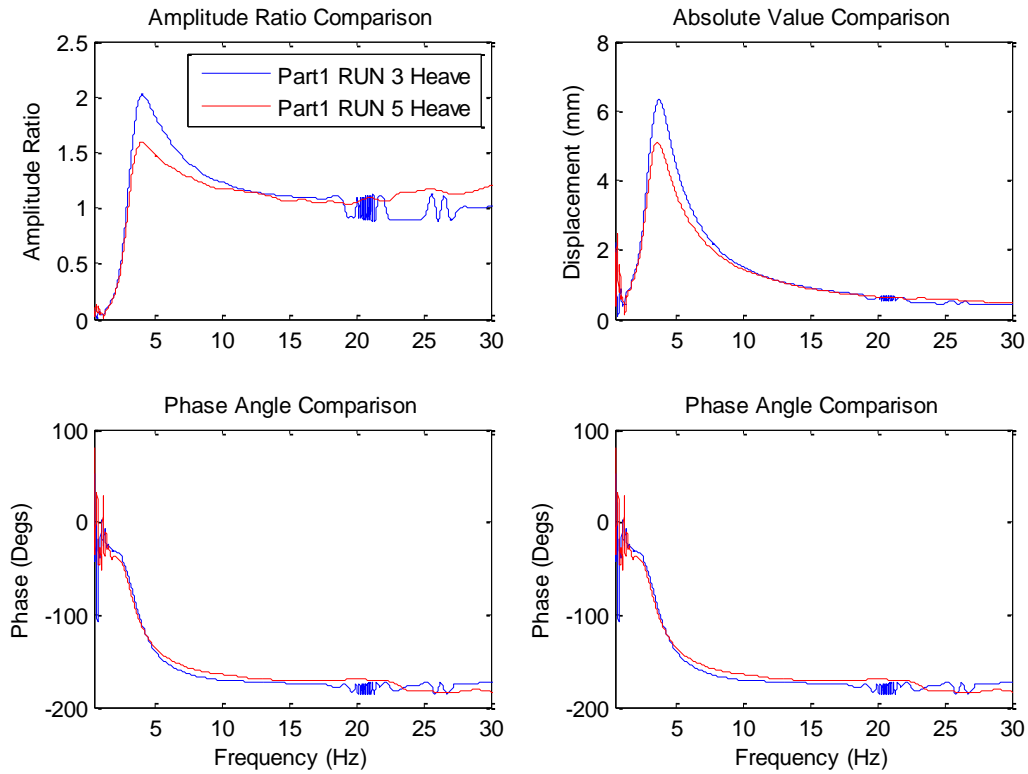 Amplitude Ratio Comparison
2.5
2
1.5
1
0.5
0
5 10 15 20 25 30
Amplitude Ratio
Part1 RUN 3 Heave
Part1 RUN 5 Heave
Absolute Value Comparison
8
6
4
2
0
5 10 15 20 25 30
Displacement (mm)
Phase Angle Comparison
100
0
-100
-200
5 10 15 20 25 30
Phase (Degs)
Frequency (Hz)
Phase Angle Comparison
100
0
-100
-200
5 10 15 20 25 30
Phase (Degs)
Frequency (Hz)